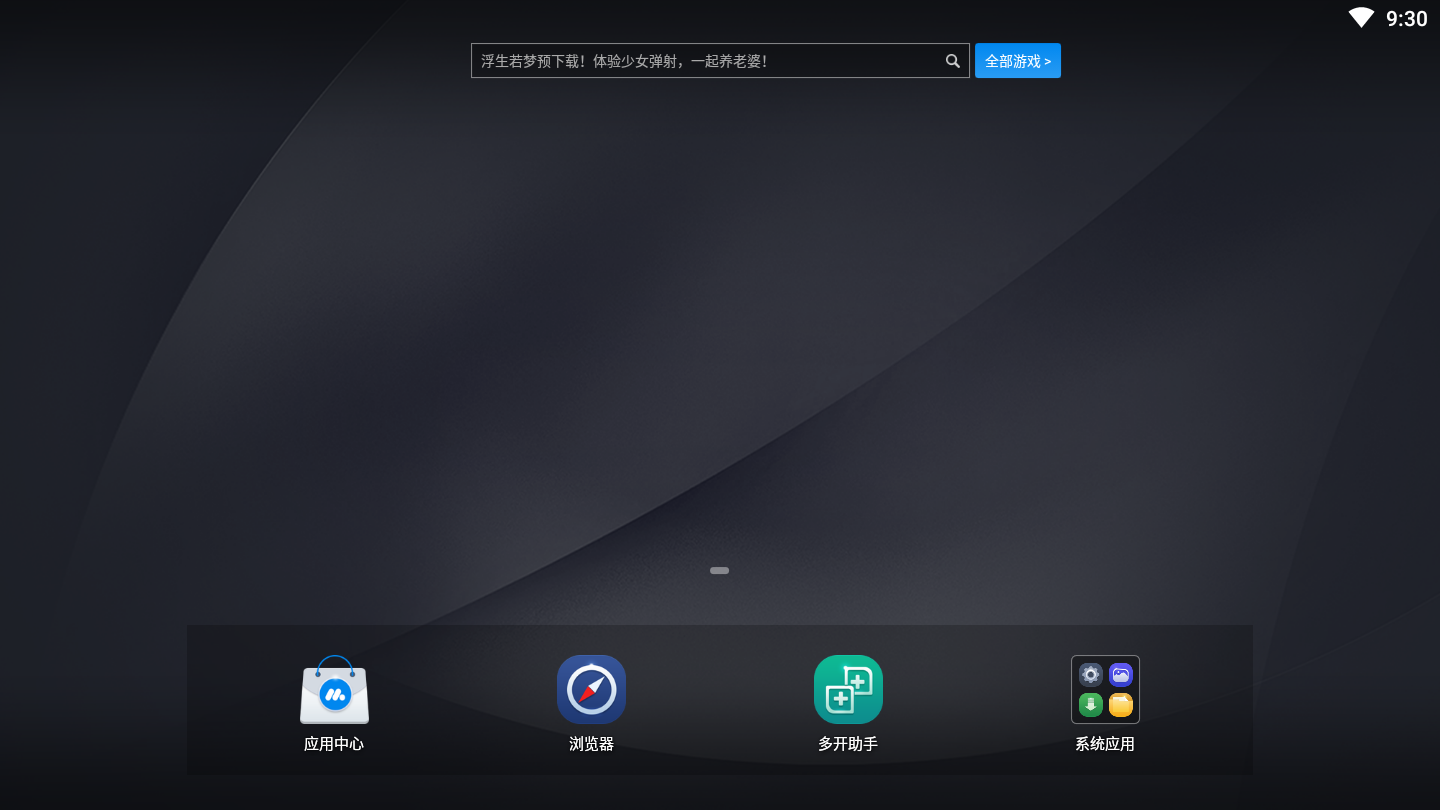 9:30
浮生若梦预下载！体验少女弹射，一起养老婆！
全部游戏 >
应用中心
浏览器
多开助手
系统应用